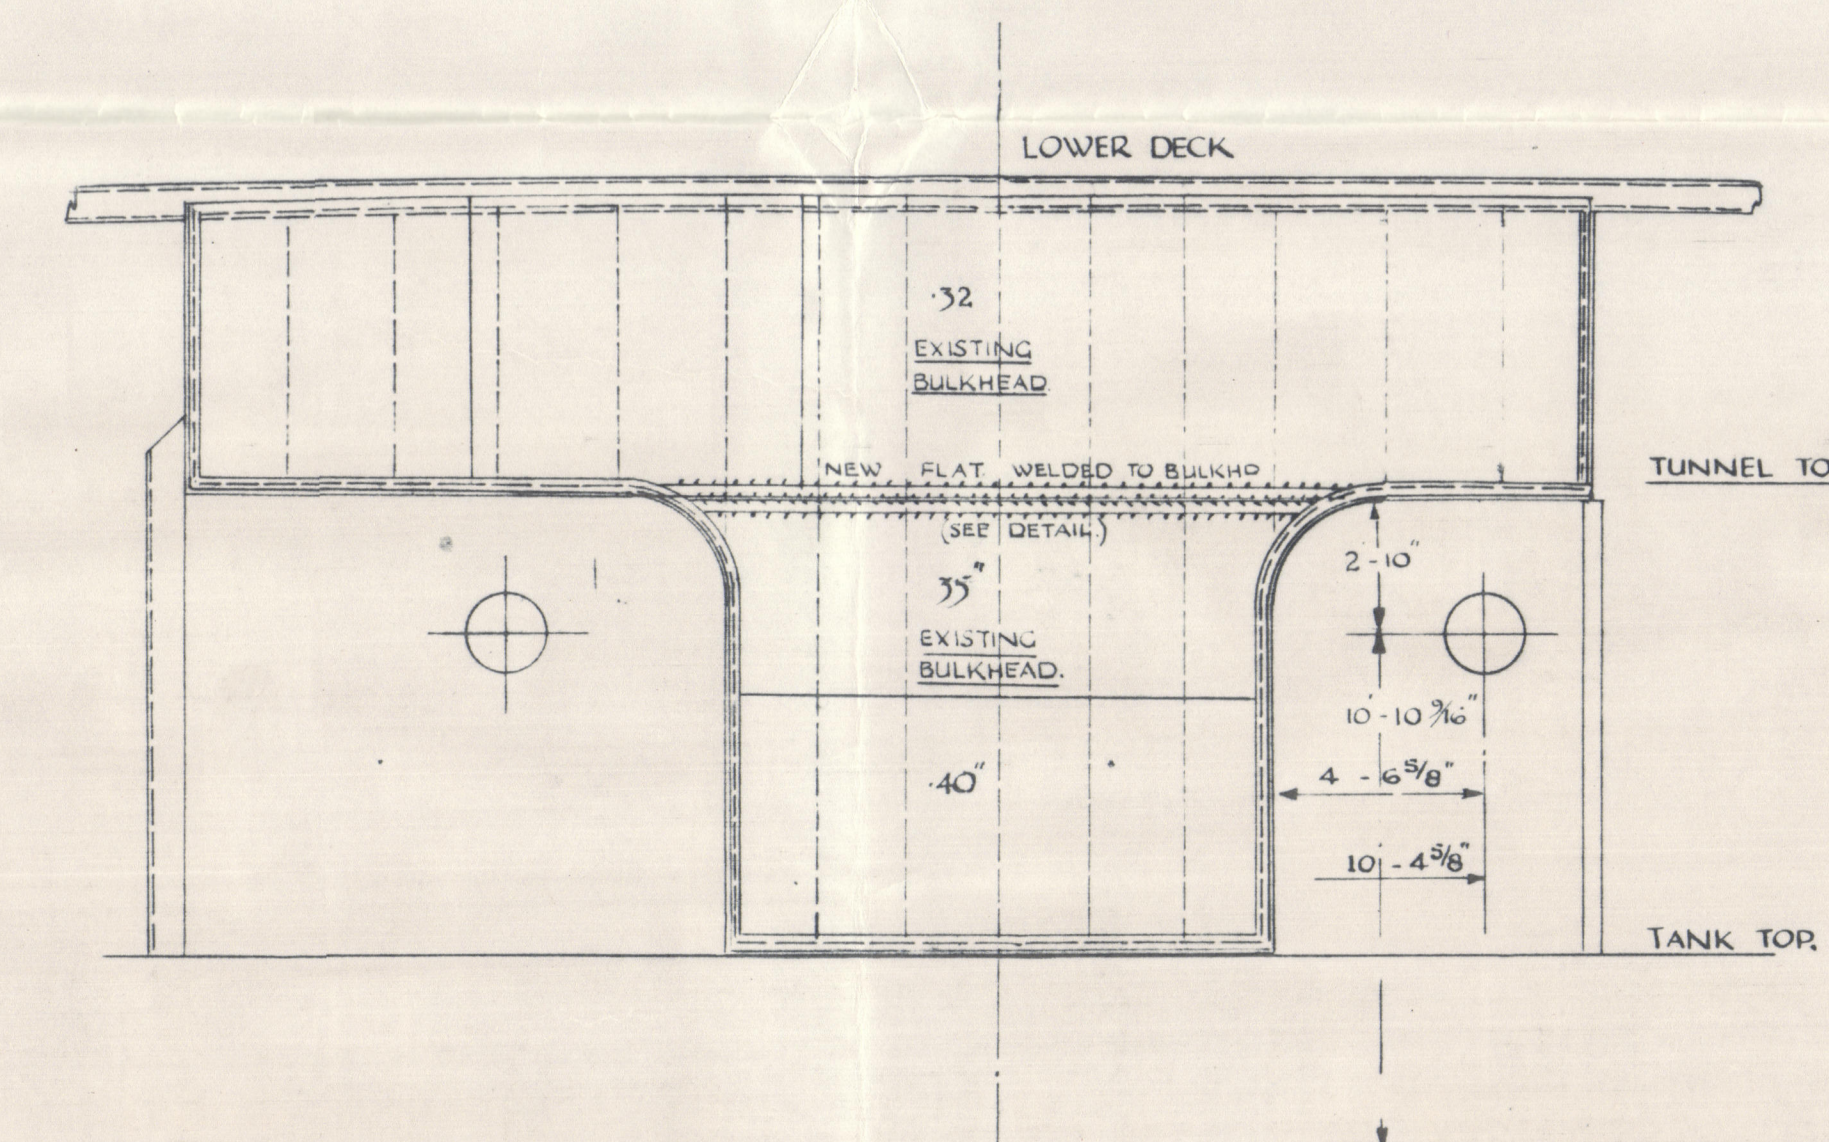 LOWER DECK
·32
EXISTING
BULKHEAD.
NEW FLAT. WELDED TO BULKHD
TUNNEL TO
(SEE DETAIL.)
2'-10"
35"
EXISTING
BULKHEAD.
10'-10 9/16"
4 - 6 5/8"
·40"
10' - 4 5/8"
TANK TOP.